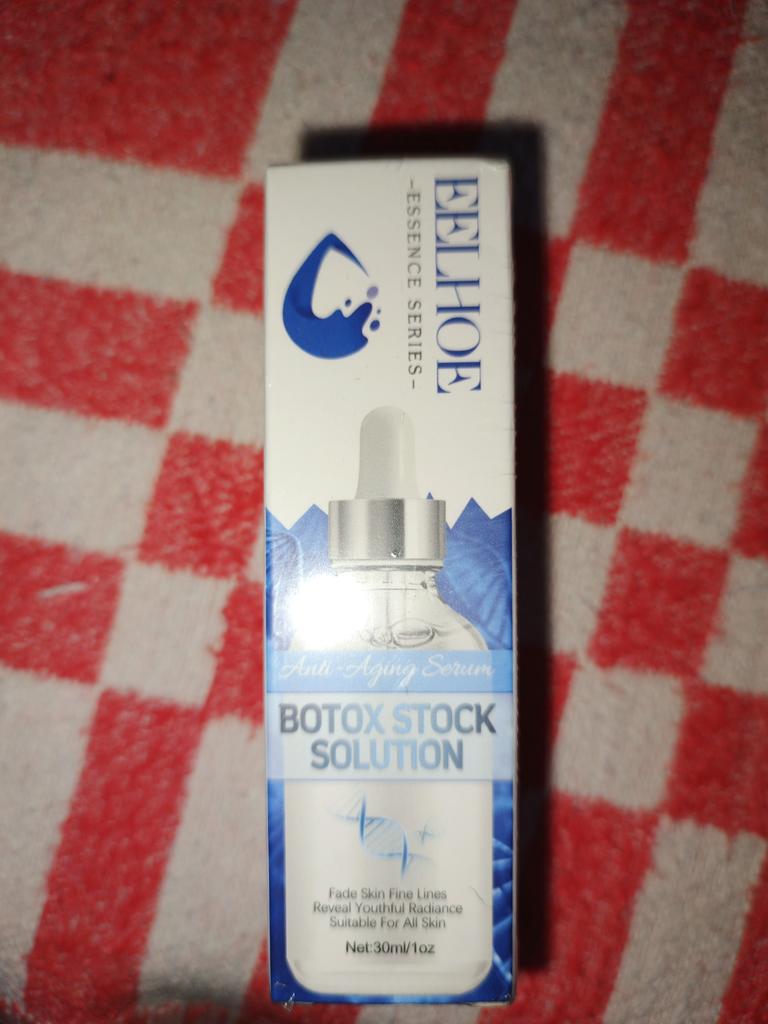 EELHOE
-ESSENCE SERIES-
Anti-Aging Serum
BOTOX STOCK
SOLUTION
Fade Skin Fine Lines
Reveal Youthful Radiance
Suitable For All Skin
Net:30ml/1oz